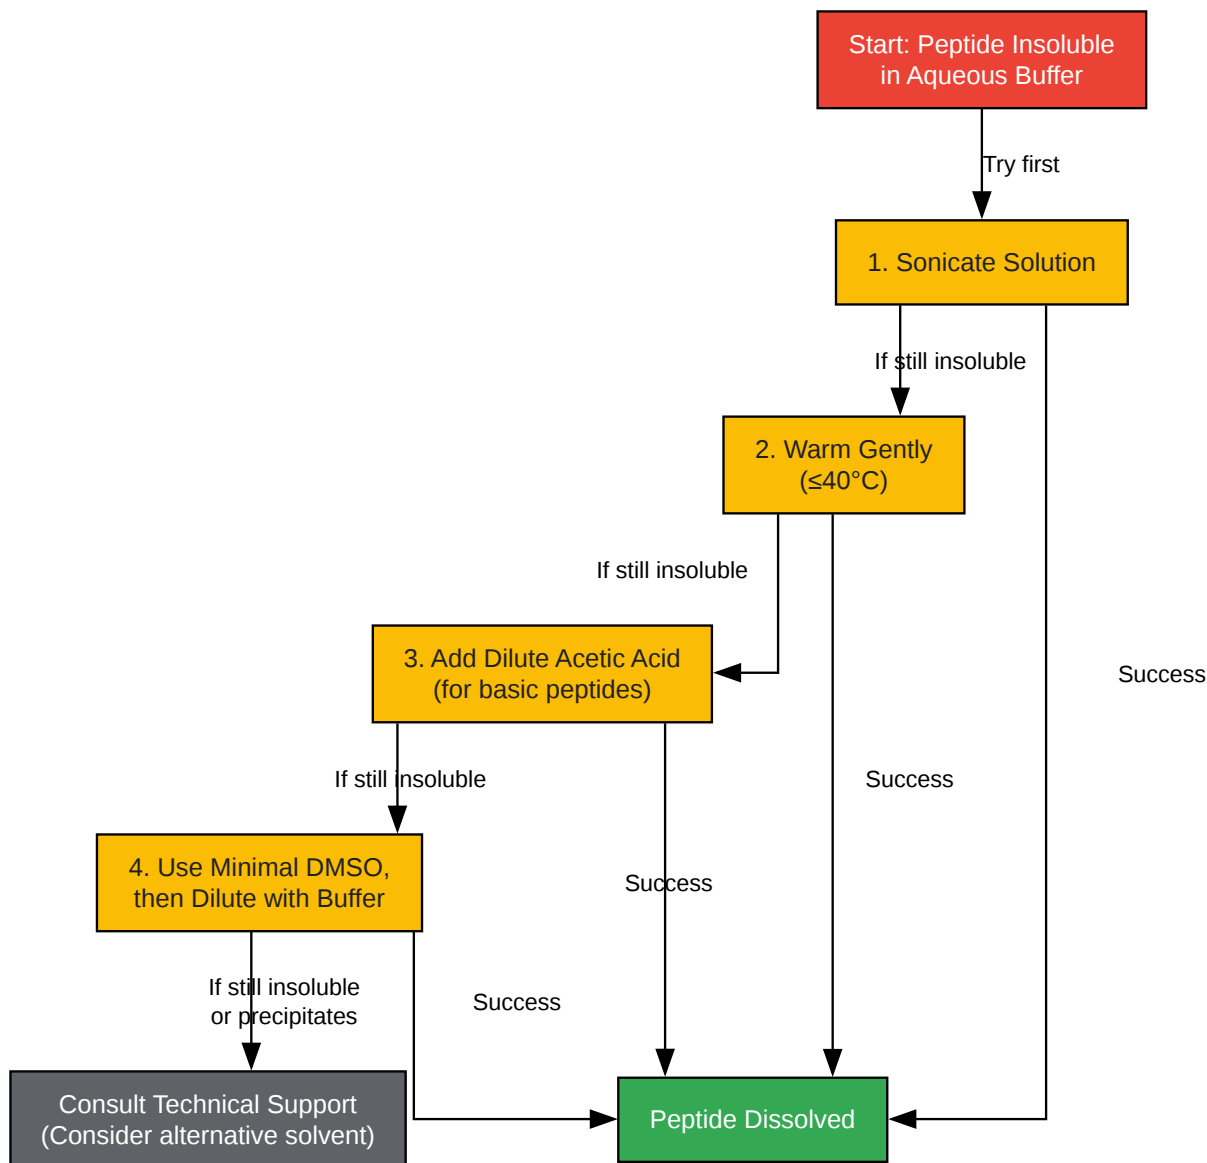 Start: Peptide Insoluble
in Aqueous Buffer
Try first
1. Sonicate Solution
If still insoluble
2. Warm Gently
(≤40°C)
If still insoluble
3. Add Dilute Acetic Acid
(for basic peptides)
Success
If still insoluble
Success
4. Use Minimal DMSO,
then Dilute with Buffer
Success
If still insoluble
or precipitates
Success
Consult Technical Support
(Consider alternative solvent)
Peptide Dissolved